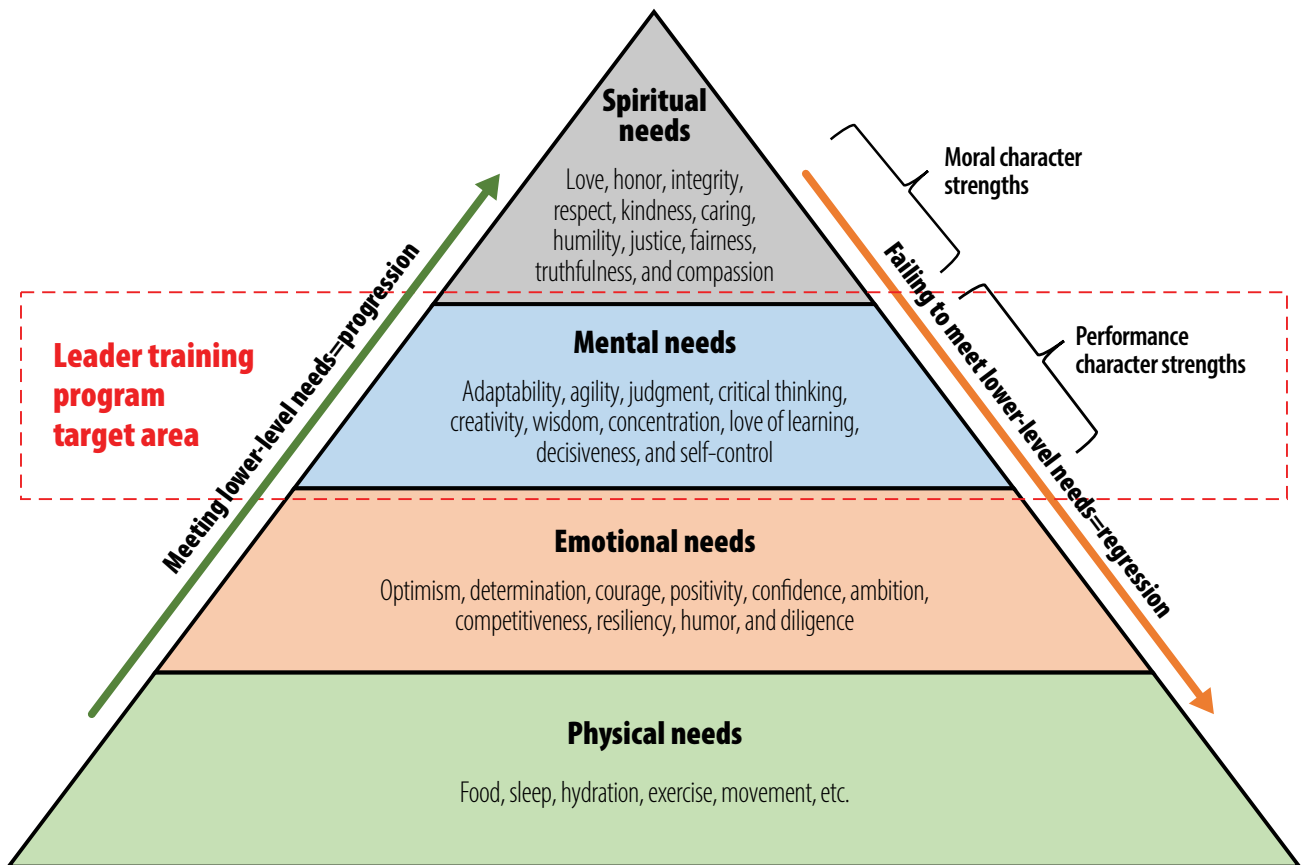 Spiritual
needs
Love, honor, integrity,
respect, kindness, caring,
humility, justice, fairness,
truthfulness, and compassion
Moral character
strengths
Meeting lower-level needs=progression
Failing to meet lower-level needs=regression
Leader training
program
target area
Mental needs
Adaptability, agility, judgment, critical thinking,
creativity, wisdom, concentration, love of learning,
decisiveness, and self-control
Performance
character strengths
Emotional needs
Optimism, determination, courage, positivity, confidence, ambition,
competitiveness, resiliency, humor, and diligence
Physical needs
Food, sleep, hydration, exercise, movement, etc.